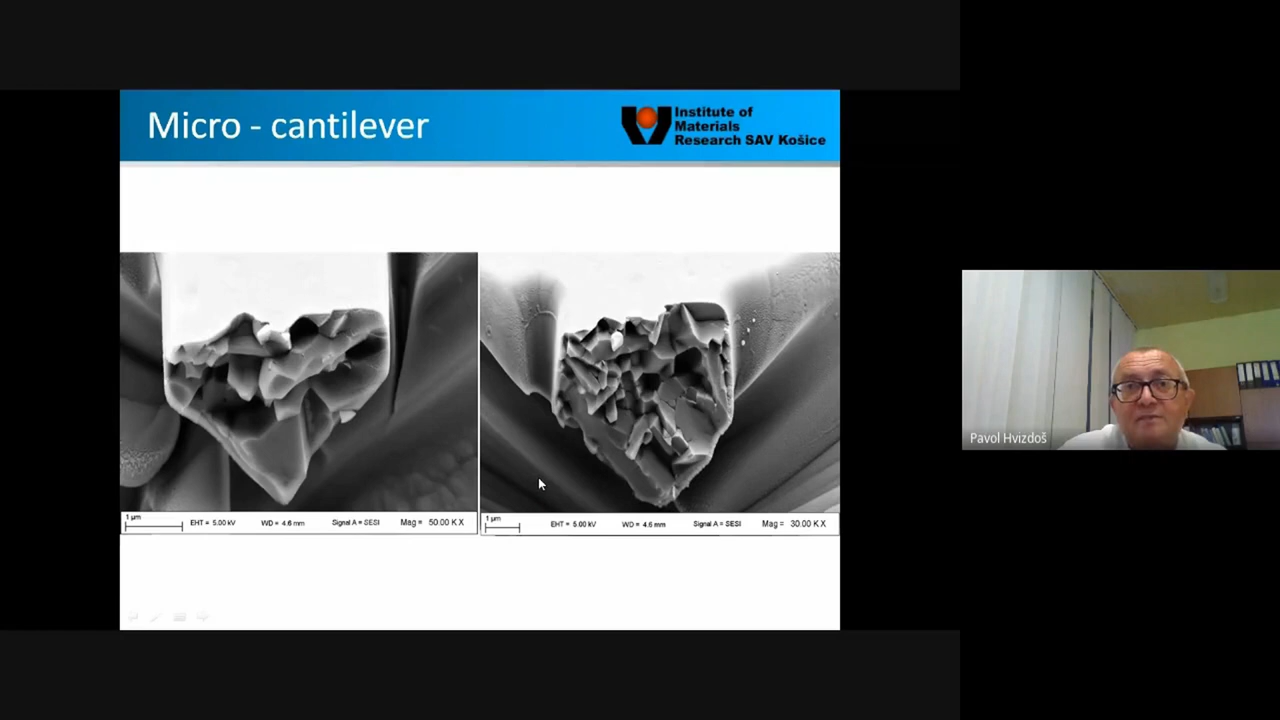 Micro - cantilever
Institute of
Materials
Research SAV Košice
1 µm
EHT = 5.00 kV WD = 4.6 mm Signal A = SESI Mag = 50.00 K X
1 µm
EHT = 5.00 kV WD = 4.6 mm Signal A = SESI Mag = 30.00 K X
Pavol Hvizdoš